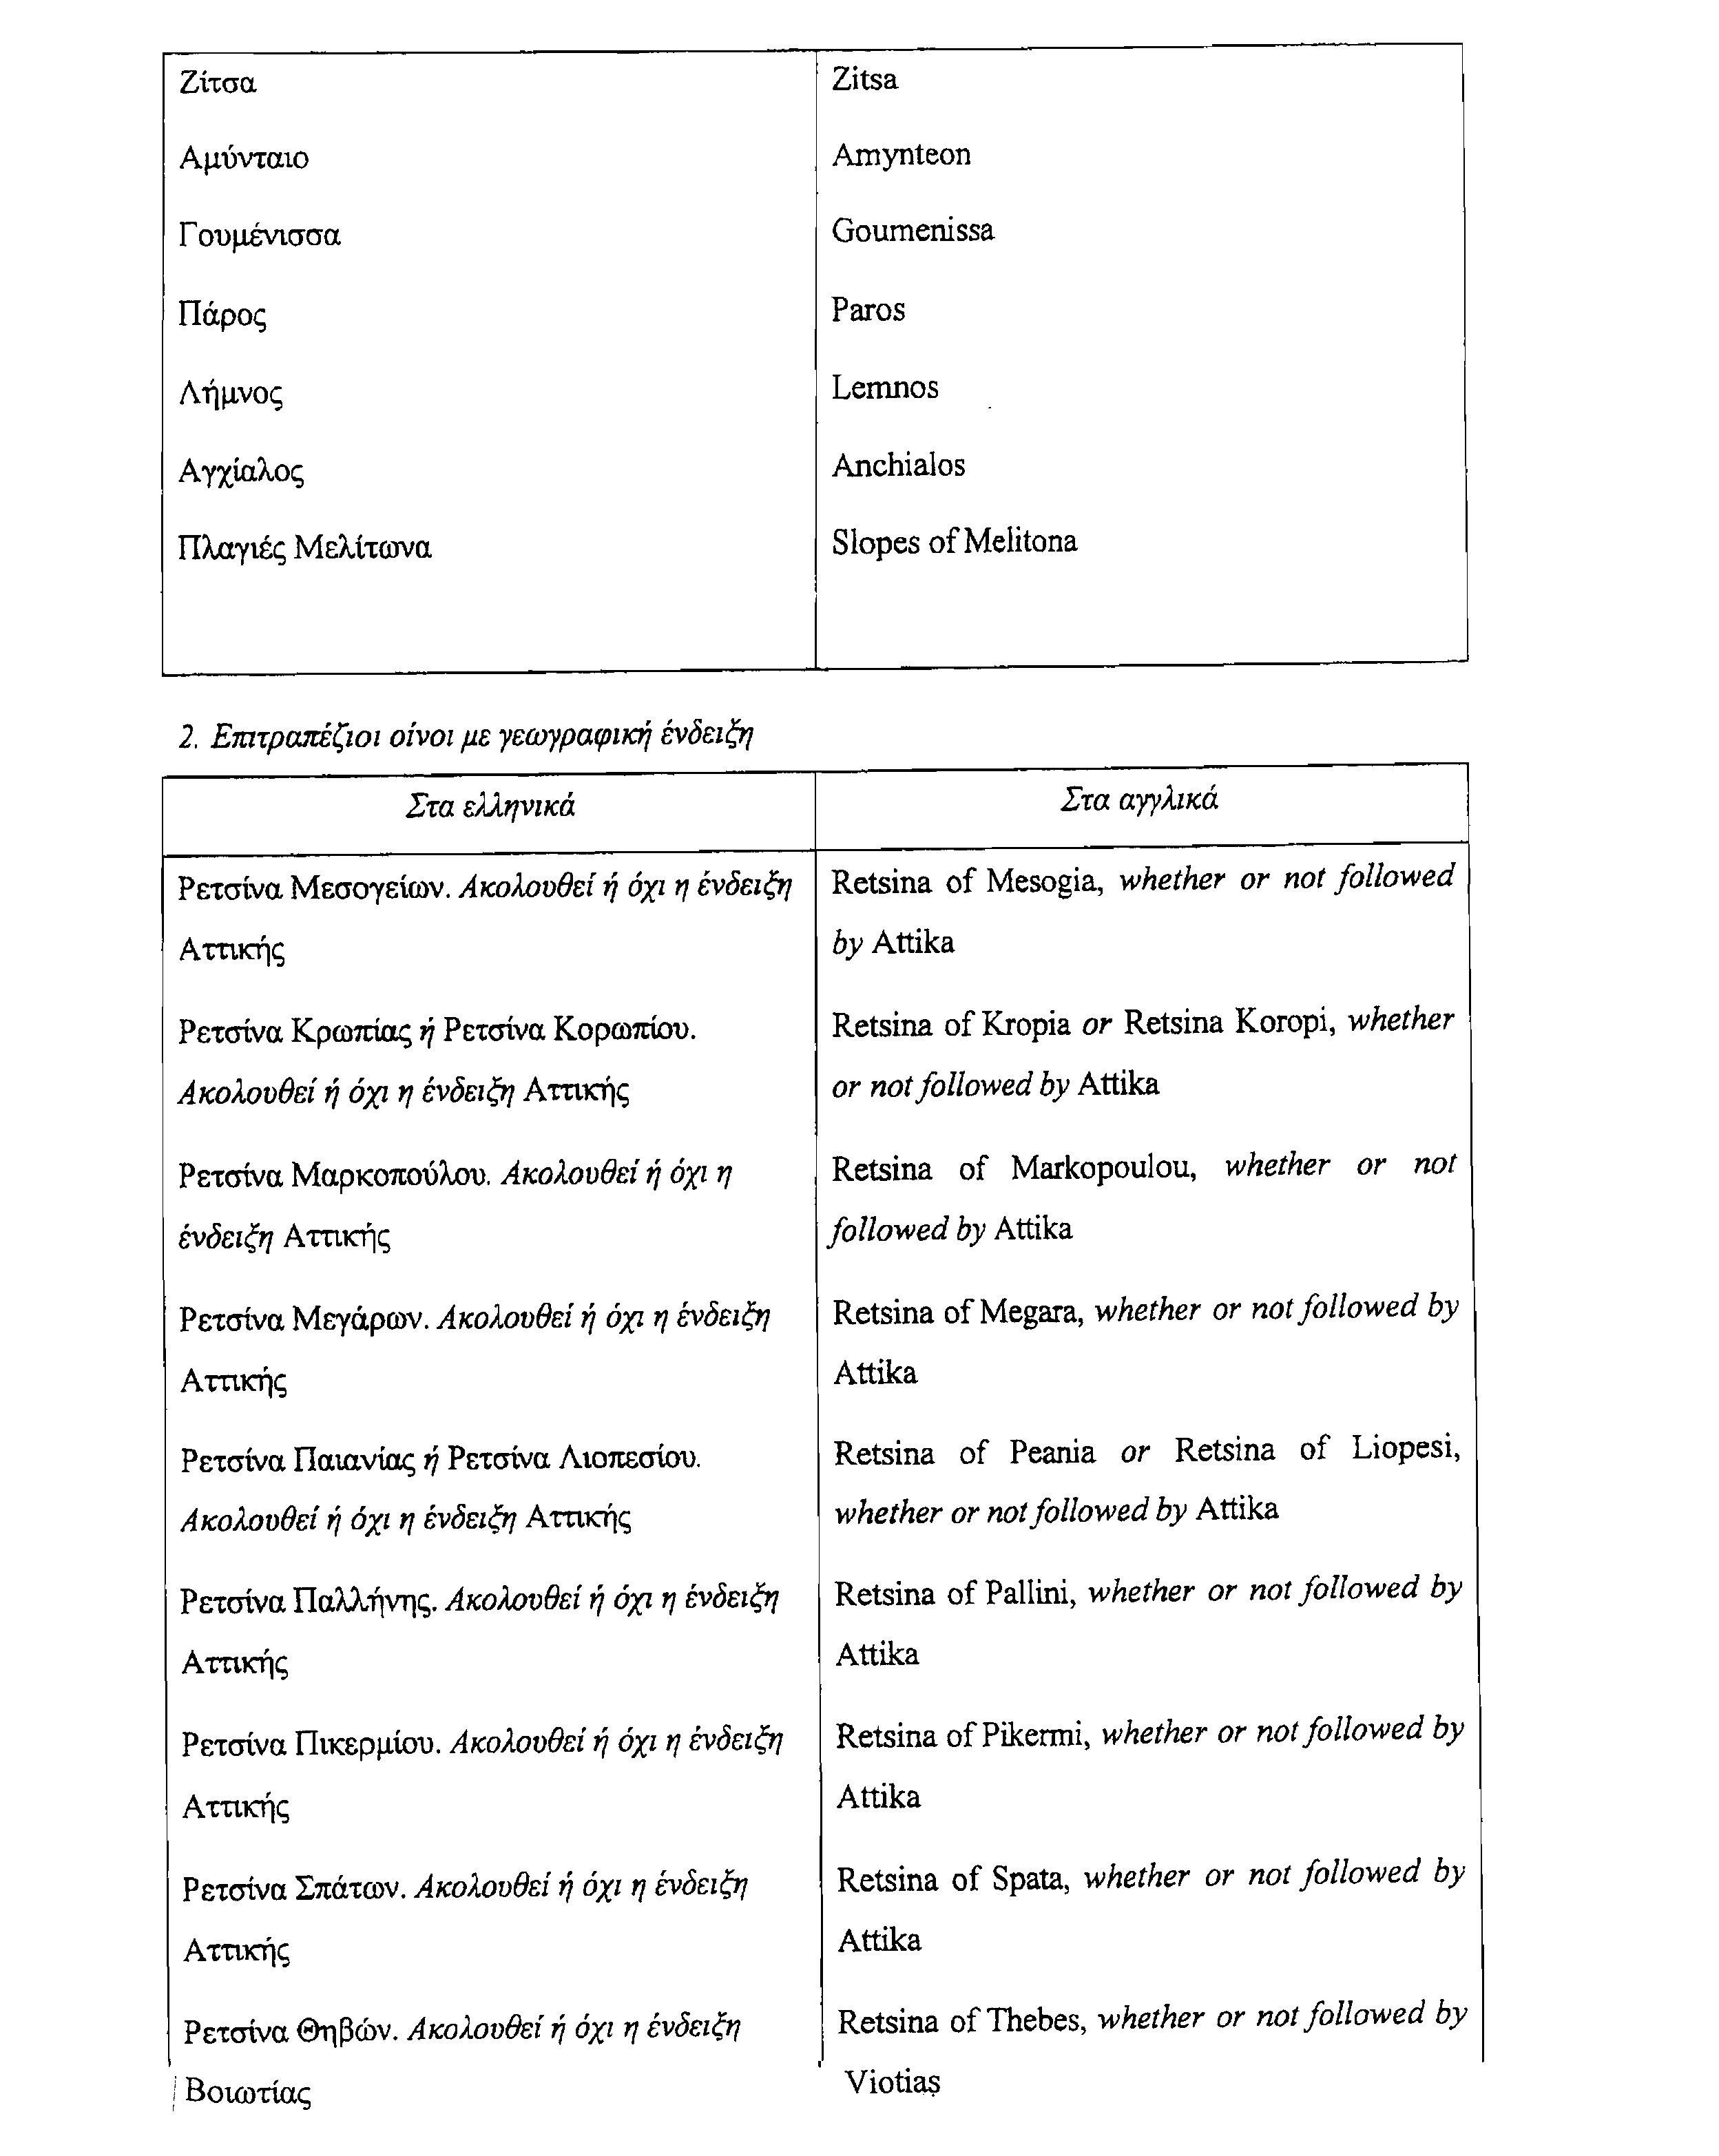 Ζίτσα Zitsa
Αμύνταιο Amynteon
Γουμένισσα Goumenissa
Πάρος Paros
Λήμνος Lemnos
Αγχίαλος Anchialos
Πλαγιές Μελίτωνα Slopes of Melitona
2. Επιτραπέζιοι οίνοι με γεωγραφική ένδειξη
Στα ελληνικά Στα αγγλικά
Ρετσίνα Μεσογείων. Ακολουθεί ή όχι η ένδειξη Retsina of Mesogia, whether or not followed
Αττικής by Attika
Ρετσίνα Κρωπίας ή Ρετσίνα Κορωπίου. Retsina of Kropia or Retsina Koropi, whether
Ακολουθεί ή όχι η ένδειξη Αττικής or not followed by Attika
Ρετσίνα Μαρκοπούλου. Ακολουθεί ή όχι η Retsina of Markopoulou, whether or not
ένδειξη Αττικής followed by Attika
Ρετσίνα Μεγάρων. Ακολουθεί ή όχι η ένδειξη Retsina of Megara, whether or not followed by
Αττικής Attika
Ρετσίνα Παιανίας ή Ρετσίνα Λιοπεσίου. Retsina of Peania or Retsina of Liopesi,
Ακολουθεί ή όχι η ένδειξη Αττικής whether or not followed by Attika
Ρετσίνα Παλλήνης. Ακολουθεί ή όχι η ένδειξη Retsina of Pallini, whether or not followed by
Αττικής Attika
Ρετσίνα Πικερμίου. Ακολουθεί ή όχι η ένδειξη Retsina of Pikermi, whether or not followed by
Αττικής Attika
Ρετσίνα Σπάτων. Ακολουθεί ή όχι η ένδειξη Retsina of Spata, whether or not followed by
Αττικής Attika
Ρετσίνα Θηβών. Ακολουθεί ή όχι η ένδειξη Retsina of Thebes, whether or not followed by
Βοιωτίας Viotias